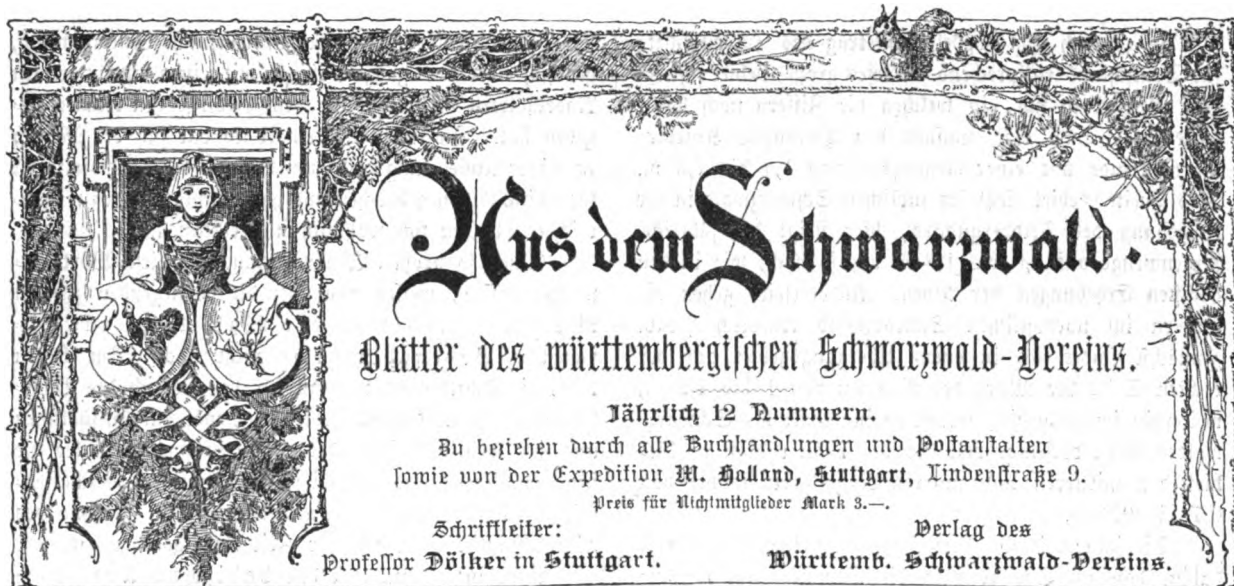 Aus dem Schwarzwald
Blätter des württembergischen Schwarzwald-Vereins.
Jährlich 12 Nummern.
Zu beziehen durch alle Buchhandlungen und Postanstalten
sowie von der Expedition W. Holland, Stuttgart, Lindenstraße 9.
Preis für Nichtmitglieder Mark 3.—.
Schriftleiter:
Professor Dölker in Stuttgart.
Verlag des
Württemb. Schwarzwald-Vereins.